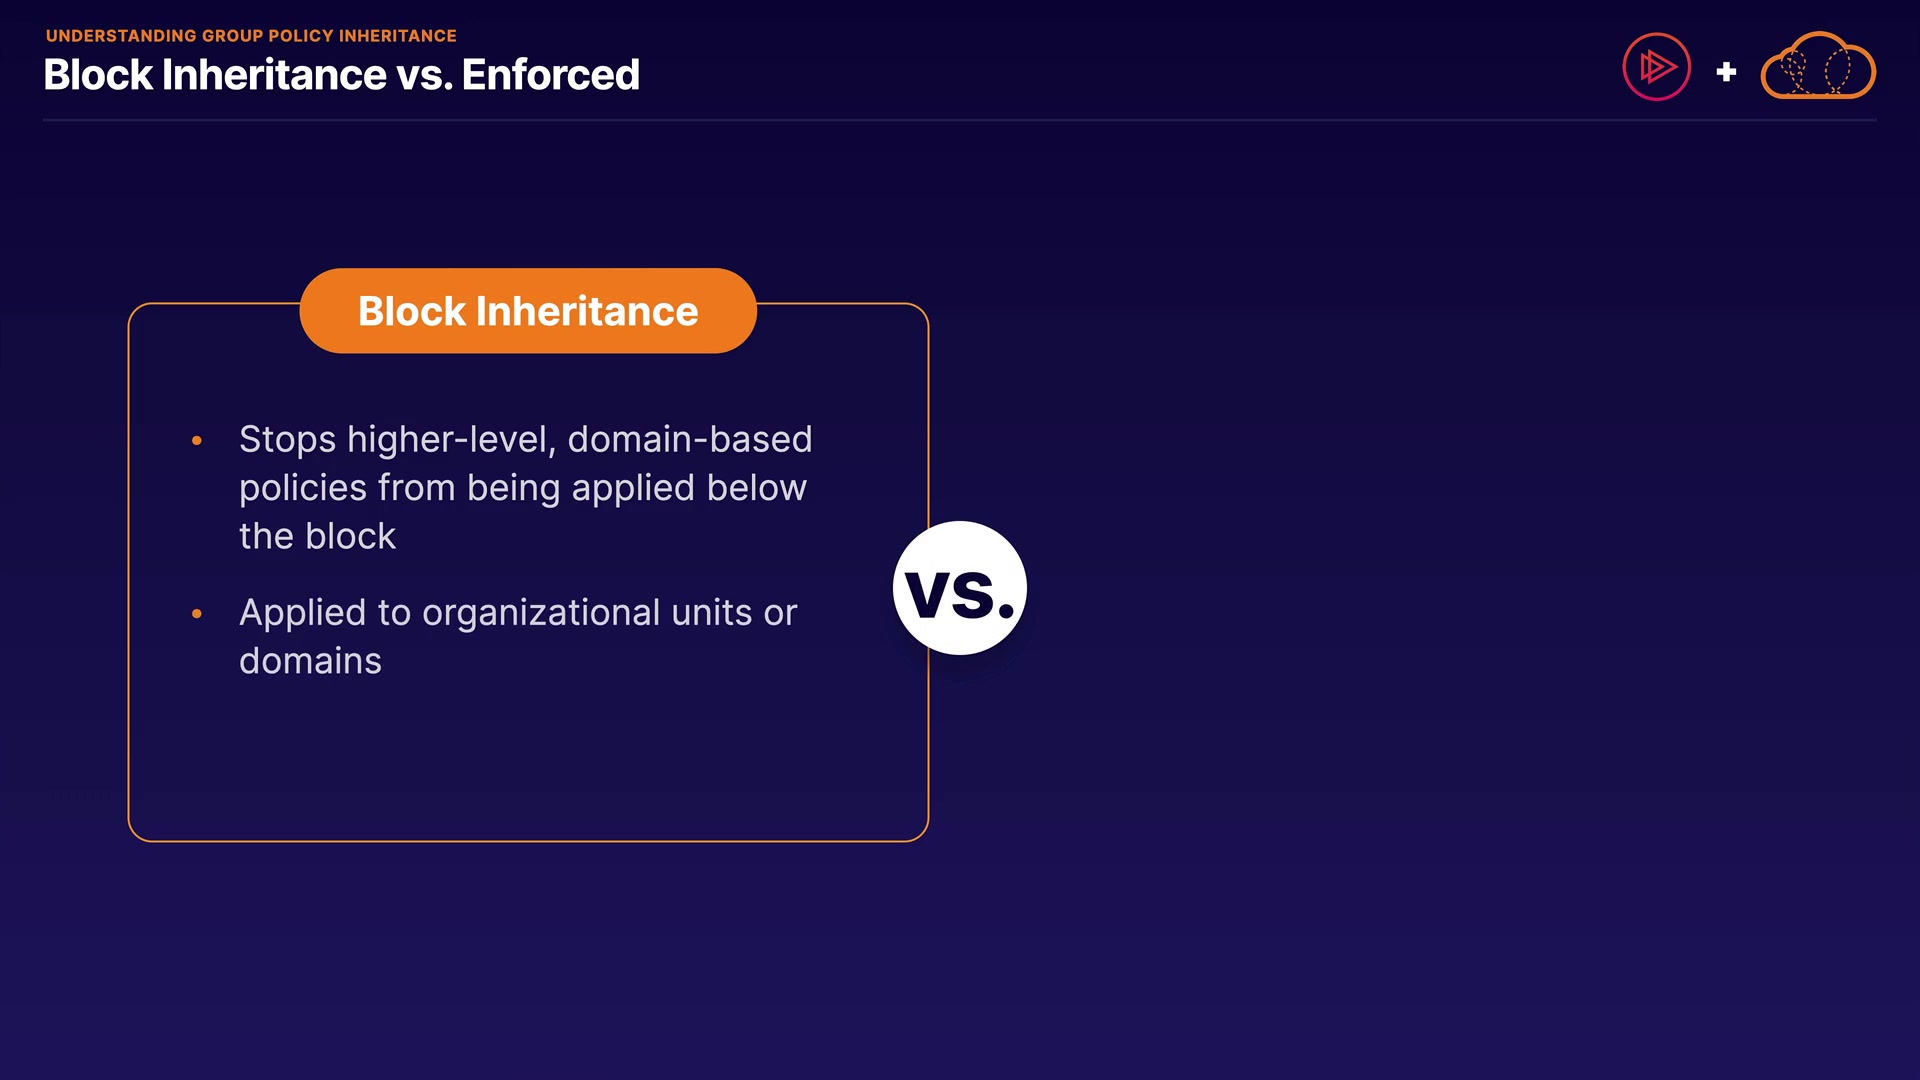 UNDERSTANDING GROUP POLICY INHERITANCE
Block Inheritance vs. Enforced
+
Block Inheritance
• Stops higher-level, domain-based
policies from being applied below
the block
• Applied to organizational units or
domains
vs.